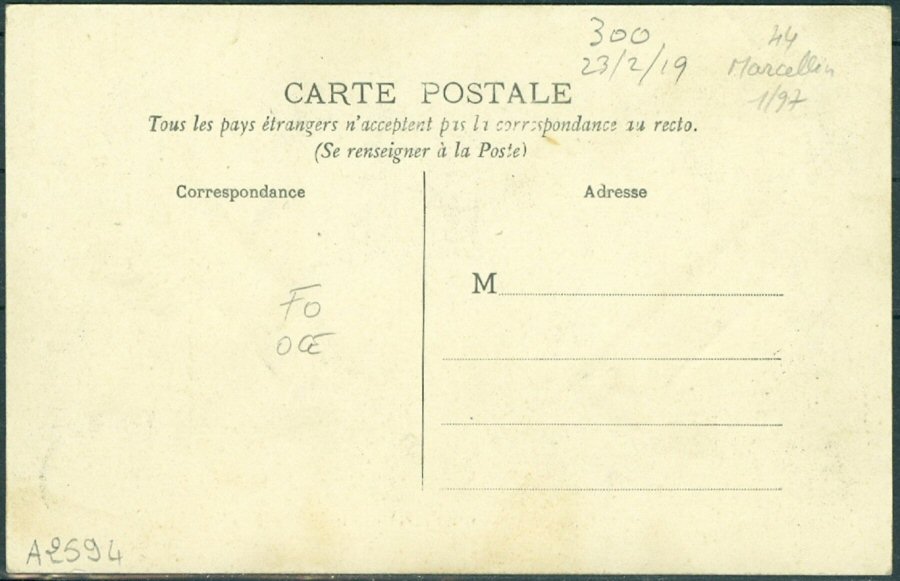 300
23/2/19
44
Marcellin
1/97
CARTE POSTALE
Tous les pays étrangers n'acceptent pas la correspondance au recto.
(Se renseigner à la Poste)
Correspondance
Adresse
M
FO
OCE
A2594